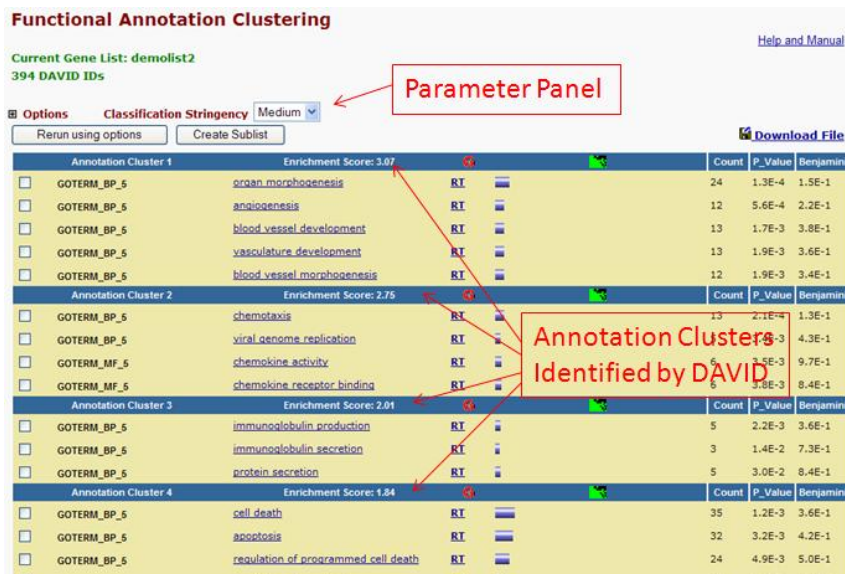 Functional Annotation Clustering
Help and Manual
Current Gene List: demolist2
394 DAVID IDs
Parameter Panel
Options Classification Stringency Medium
Rerun using options Create Sublist Download File
Annotation Cluster 1 Enrichment Score: 3.07 Count P_Value Benjamin
GOTERM_BP_5 organ morphogenesis RT 24 1.3E-4 1.5E-1
GOTERM_BP_5 angiogenesis RT 12 5.6E-4 2.2E-1
GOTERM_BP_5 blood vessel development RT 13 1.7E-3 3.8E-1
GOTERM_BP_5 vasculature development RT 13 1.9E-3 3.6E-1
GOTERM_BP_5 blood vessel morphogenesis RT 12 1.9E-3 3.4E-1
Annotation Cluster 2 Enrichment Score: 2.75 Count P_Value Benjamin
GOTERM_BP_5 chemotaxis RT 13 2.1E-4 1.3E-1
GOTERM_BP_5 viral genome replication RT 4.3E-1
GOTERM_MF_5 chemokine activity RT 6 3.5E-3 9.7E-1
GOTERM_MF_5 chemokine receptor binding RT 6 3.8E-3 8.4E-1
Annotation Clusters
Identified by DAVID
Annotation Cluster 3 Enrichment Score: 2.01 Count P_Value Benjamin
GOTERM_BP_5 immunoglobulin production RT 5 2.2E-3 3.6E-1
GOTERM_BP_5 immunoglobulin secretion RT 3 1.4E-2 7.3E-1
GOTERM_BP_5 protein secretion RT 5 3.0E-2 8.4E-1
Annotation Cluster 4 Enrichment Score: 1.84 Count P_Value Benjamin
GOTERM_BP_5 cell death RT 35 1.2E-3 3.6E-1
GOTERM_BP_5 apoptosis RT 32 3.2E-3 4.2E-1
GOTERM_BP_5 regulation of programmed cell death RT 24 4.9E-3 5.0E-1